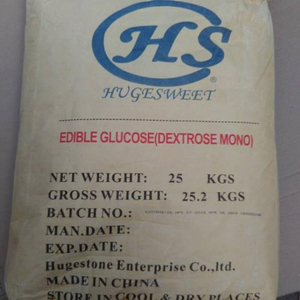 HS
®
HUGESWEET
EDIBLE GLUCOSE(DEXTROSE MONO)
NET WEIGHT: 25 KGS
GROSS WEIGHT: 25.2 KGS
BATCH NO.:
MAN.DATE:
EXP.DATE:
Hugestone Enterprise Co.,ltd.
MADE IN CHINA
STORE IN COOL & DRY PLACES